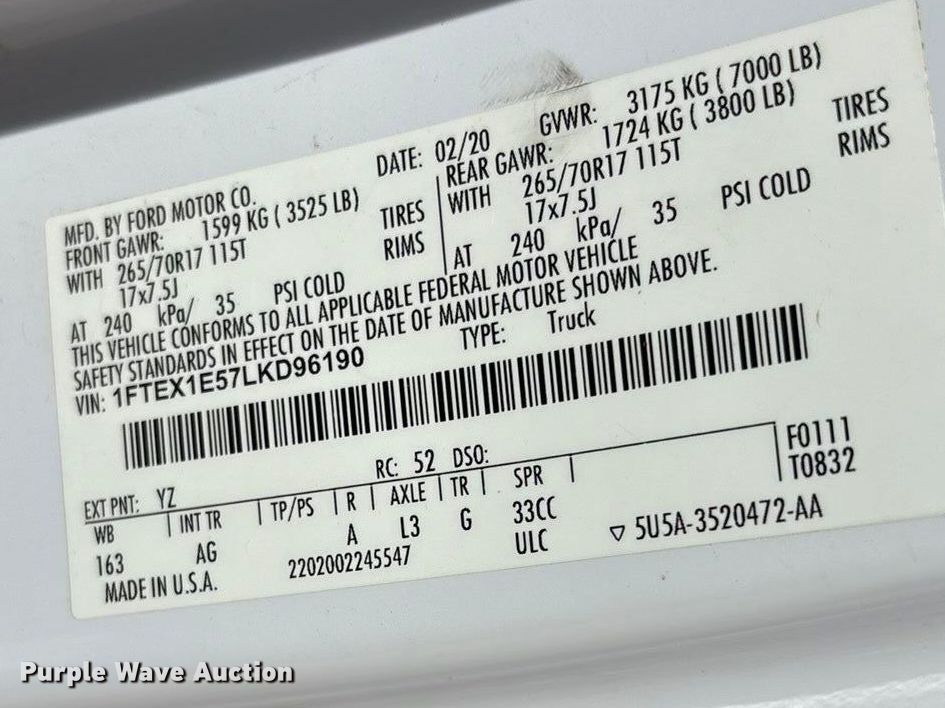 MFD. BY FORD MOTOR CO.
DATE: 02/20
GVWR: 3175 KG ( 7000 LB)
FRONT GAWR: 1599 KG ( 3525 LB)
REAR GAWR: 1724 KG ( 3800 LB)
WITH 265/70R17 115T TIRES
WITH 265/70R17 115T TIRES
17x7.5J RIMS
17x7.5J RIMS
AT 240 kPa/ 35 PSI COLD
AT 240 kPa/ 35 PSI COLD
THIS VEHICLE CONFORMS TO ALL APPLICABLE FEDERAL MOTOR VEHICLE
SAFETY STANDARDS IN EFFECT ON THE DATE OF MANUFACTURE SHOWN ABOVE.
VIN: 1FTEX1E57LKD96190
TYPE: Truck
F0111
T0832
EXT PNT: YZ RC: 52 DSO:
WB INT TR TP/PS R AXLE TR SPR
163 AG A L3 G 33CC
ULC
2202002245547
▽ 5U5A-3520472-AA
MADE IN U.S.A.
Purple Wave Auction